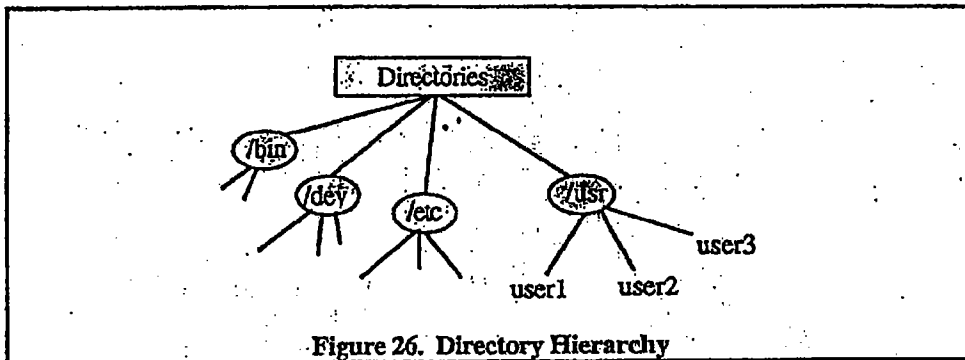 Directories
/bin
/dev
/etc
/usr
user3
user1 user2
Figure 26. Directory Hierarchy